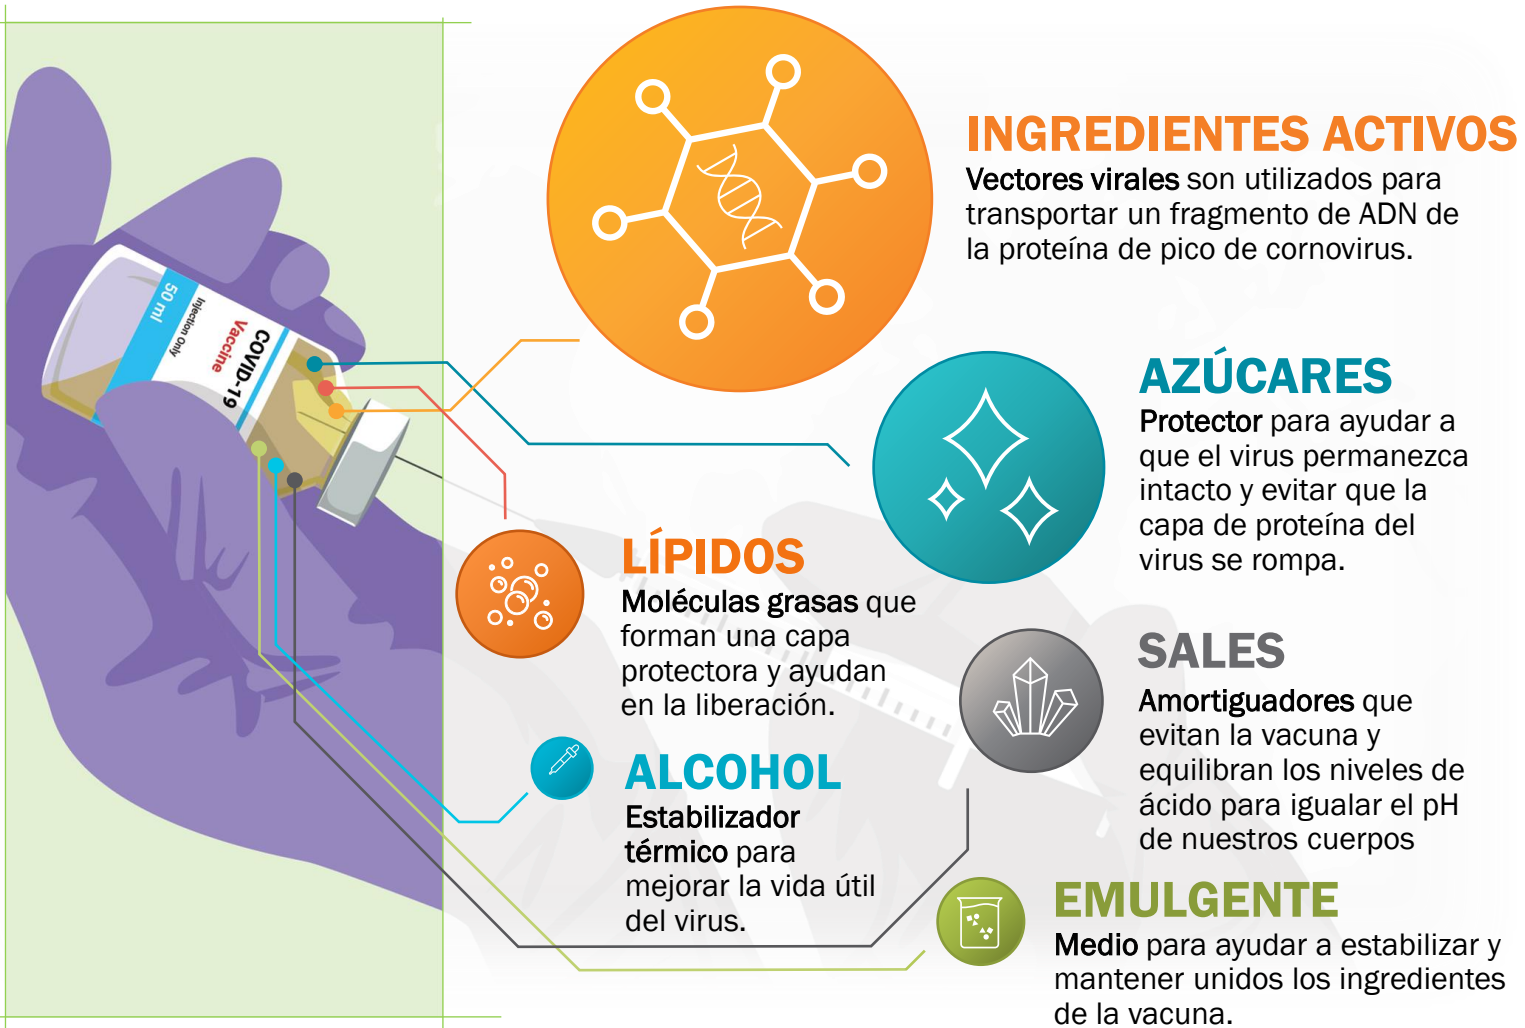 INGREDIENTES ACTIVOS
Vectores virales son utilizados para
transportar un fragmento de ADN de
la proteína de pico de cornovirus.
50 ml
Injection Only
COVID-19
Vaccine
AZÚCARES
Protector para ayudar a
que el virus permanezca
intacto y evitar que la
capa de proteína del
virus se rompa.
LÍPIDOS
Moléculas grasas que
forman una capa
protectora y ayudan
en la liberación.
SALES
Amortiguadores que
evitan la vacuna y
equilibran los niveles de
ácido para igualar el pH
de nuestros cuerpos
ALCOHOL
Estabilizador
térmico para
mejorar la vida útil
del virus.
EMULGENTE
Medio para ayudar a estabilizar y
mantener unidos los ingredientes
de la vacuna.